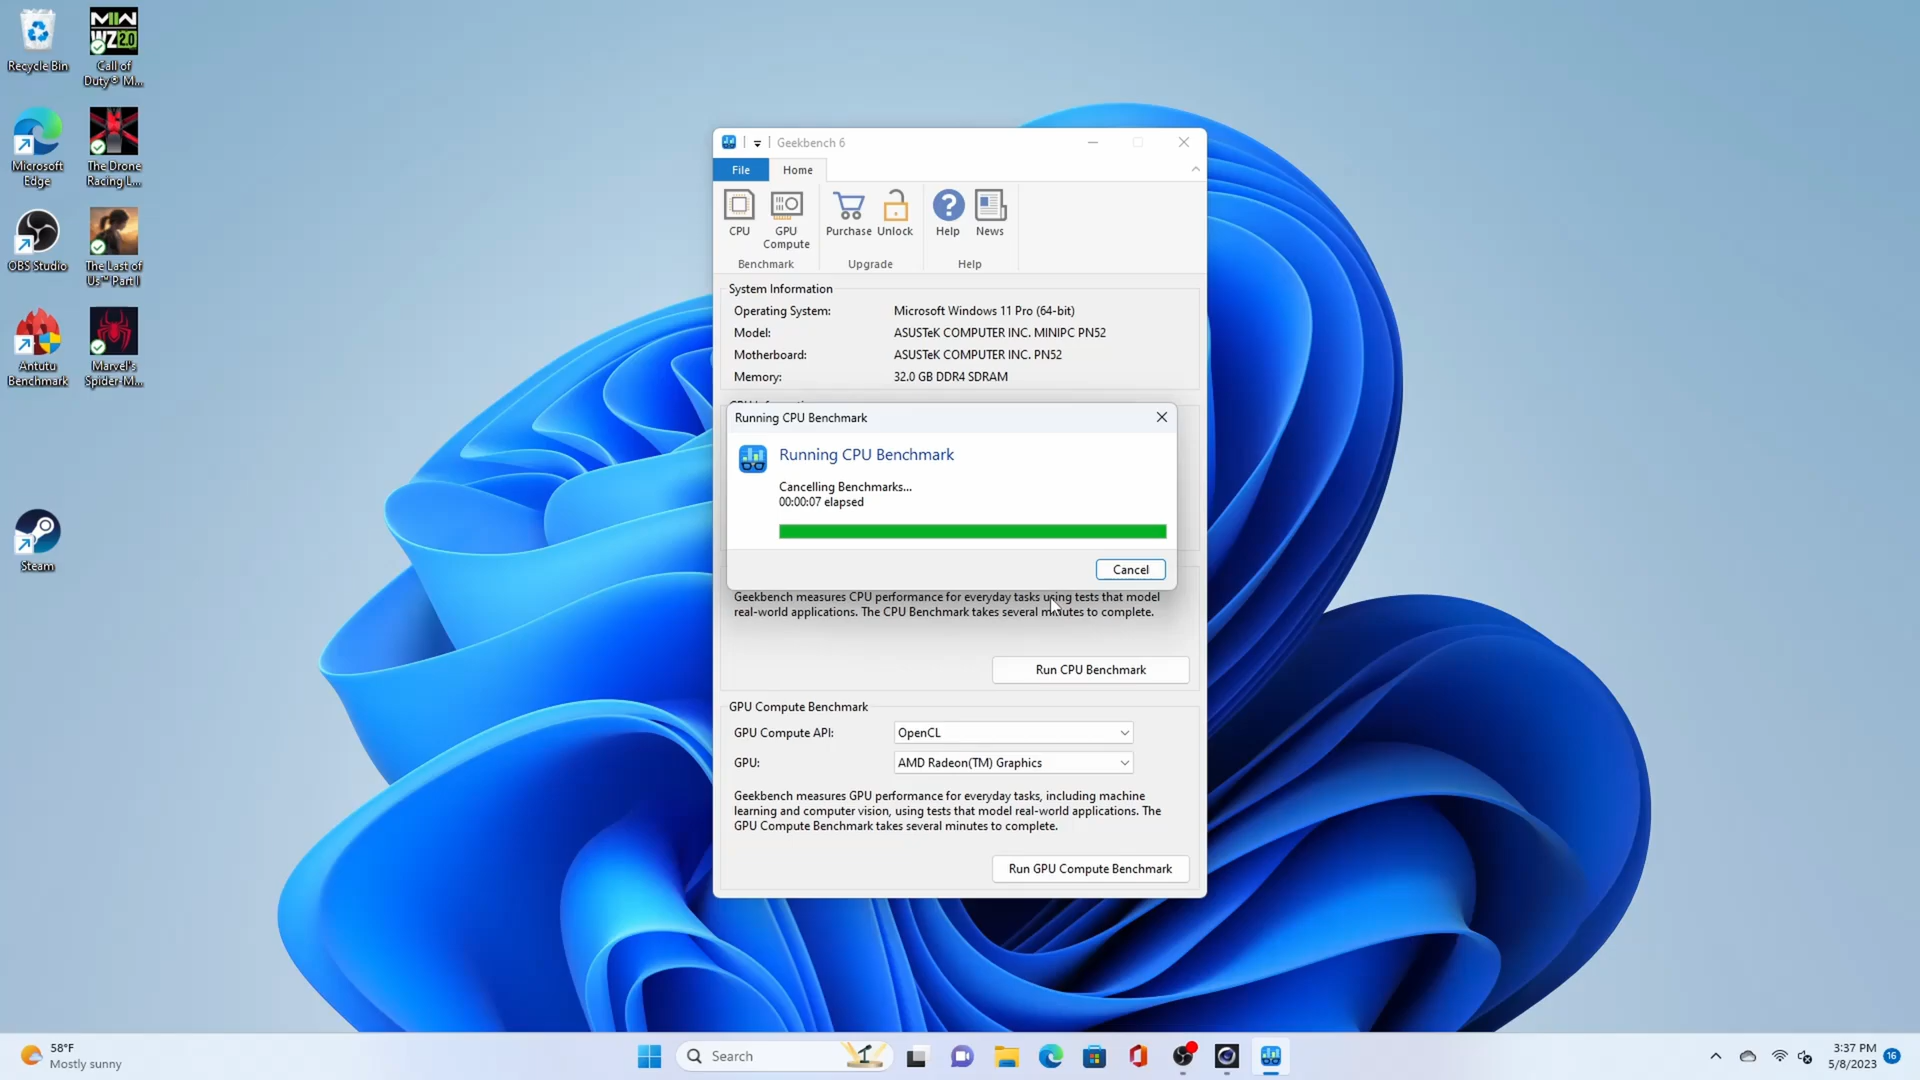 Recycle Bin
Call of
Duty® M...
Microsoft
Edge
The Drone
Racing L...
OBS Studio
The Last of
Us™ Part I
Antutu
Benchmark
Marvel's
Spider-M...
Steam
MW
WZ2.0
Geekbench 6
File
Home
CPU
GPU
Compute
Purchase
Unlock
Help
News
Benchmark
Upgrade
Help
System Information
Operating System: Microsoft Windows 11 Pro (64-bit)
Model: ASUSTeK COMPUTER INC. MINIPC PN52
Motherboard: ASUSTeK COMPUTER INC. PN52
Memory: 32.0 GB DDR4 SDRAM
Running CPU Benchmark
Running CPU Benchmark
Cancelling Benchmarks...
00:00:07 elapsed
Cancel
Geekbench measures CPU performance for everyday tasks using tests that model
real-world applications. The CPU Benchmark takes several minutes to complete.
Run CPU Benchmark
GPU Compute Benchmark
GPU Compute API: OpenCL
GPU: AMD Radeon(TM) Graphics
Geekbench measures GPU performance for everyday tasks, including machine
learning and computer vision, using tests that model real-world applications. The
GPU Compute Benchmark takes several minutes to complete.
Run GPU Compute Benchmark
58°F
Mostly sunny
Search
3:37 PM
5/8/2023
16